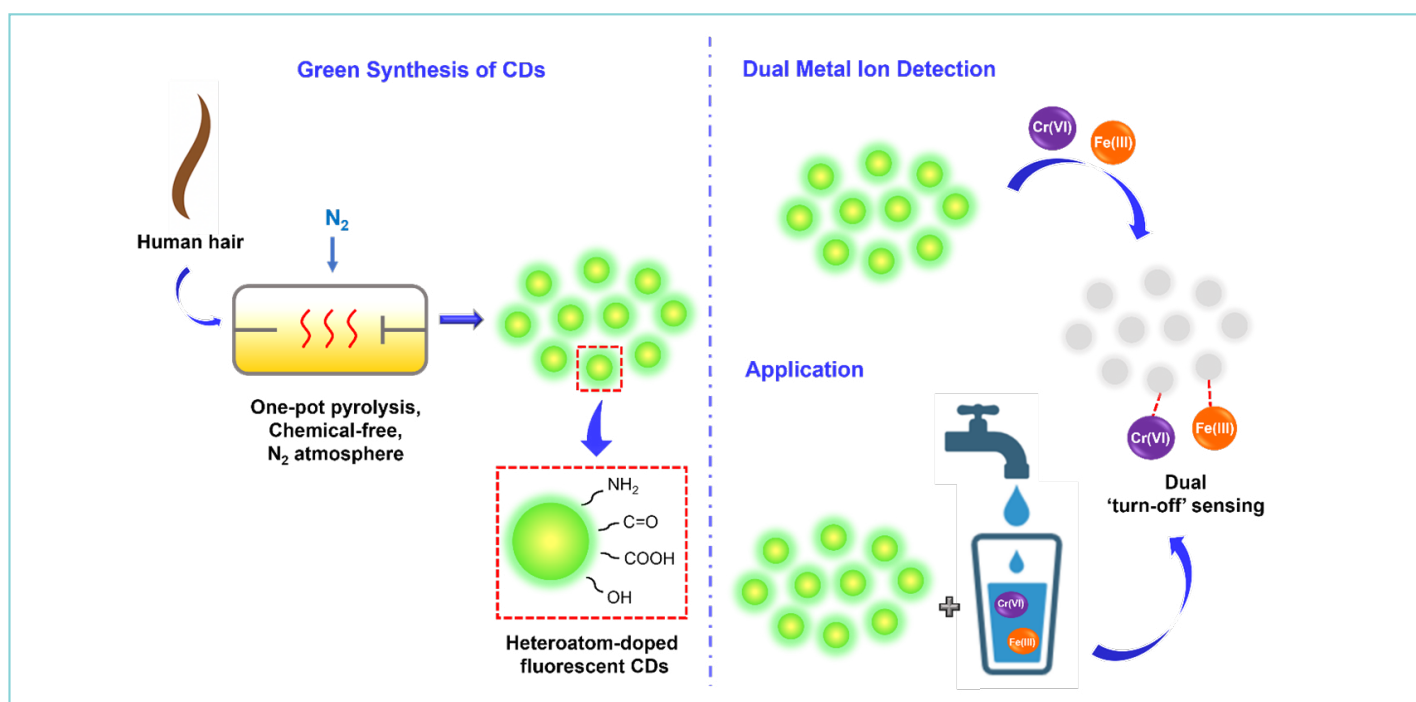 Green Synthesis of CDs
Human hair
N₂
One-pot pyrolysis,
Chemical-free,
N₂ atmosphere
NH₂
C=O
COOH
OH
Heteroatom-doped
fluorescent CDs
Dual Metal Ion Detection
Cr(VI)
Fe(III)
Cr(VI)
Fe(III)
Dual
‘turn-off’ sensing
Application
Cr(VI)
Fe(III)